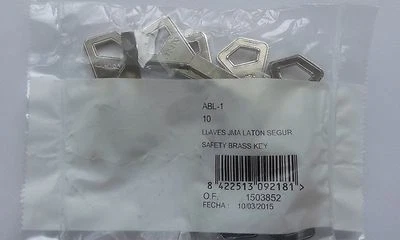 ABL-1
10
LLAVES JMA LATON SEGUR
SAFETY BRASS KEY
8 422513 092181 >
O.F. 1503852
FECHA : 10/03/2015